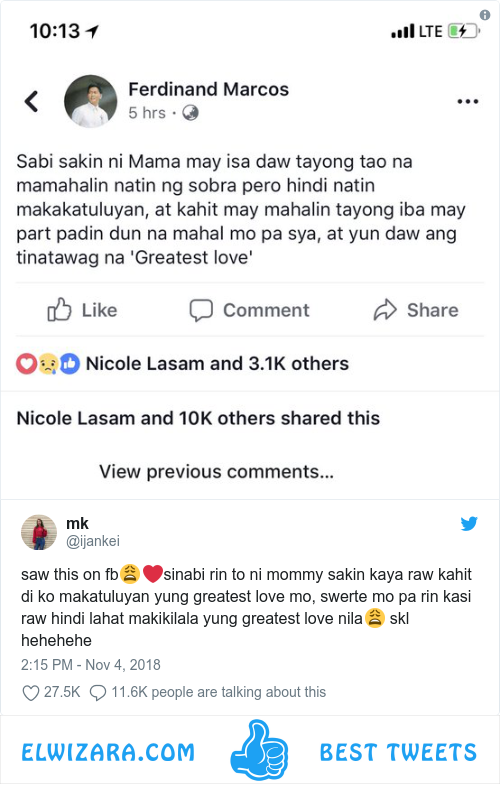 10:13
LTE
Ferdinand Marcos
5 hrs ·
Sabi sakin ni Mama may isa daw tayong tao na
mamahalin natin ng sobra pero hindi natin
makakatuluyan, at kahit may mahalin tayong iba may
part padin dun na mahal mo pa sya, at yun daw ang
tinatawag na 'Greatest love'
Like Comment Share
Nicole Lasam and 3.1K others
Nicole Lasam and 10K others shared this
View previous comments...
mk
@ijankei
saw this on fb😩❤️sinabi rin to ni mommy sakin kaya raw kahit
di ko makatuluyan yung greatest love mo, swerte mo pa rin kasi
raw hindi lahat makikilala yung greatest love nila😩 skl
hehehehe
2:15 PM - Nov 4, 2018
27.5K 11.6K people are talking about this
ELWIZARA.COM BEST TWEETS